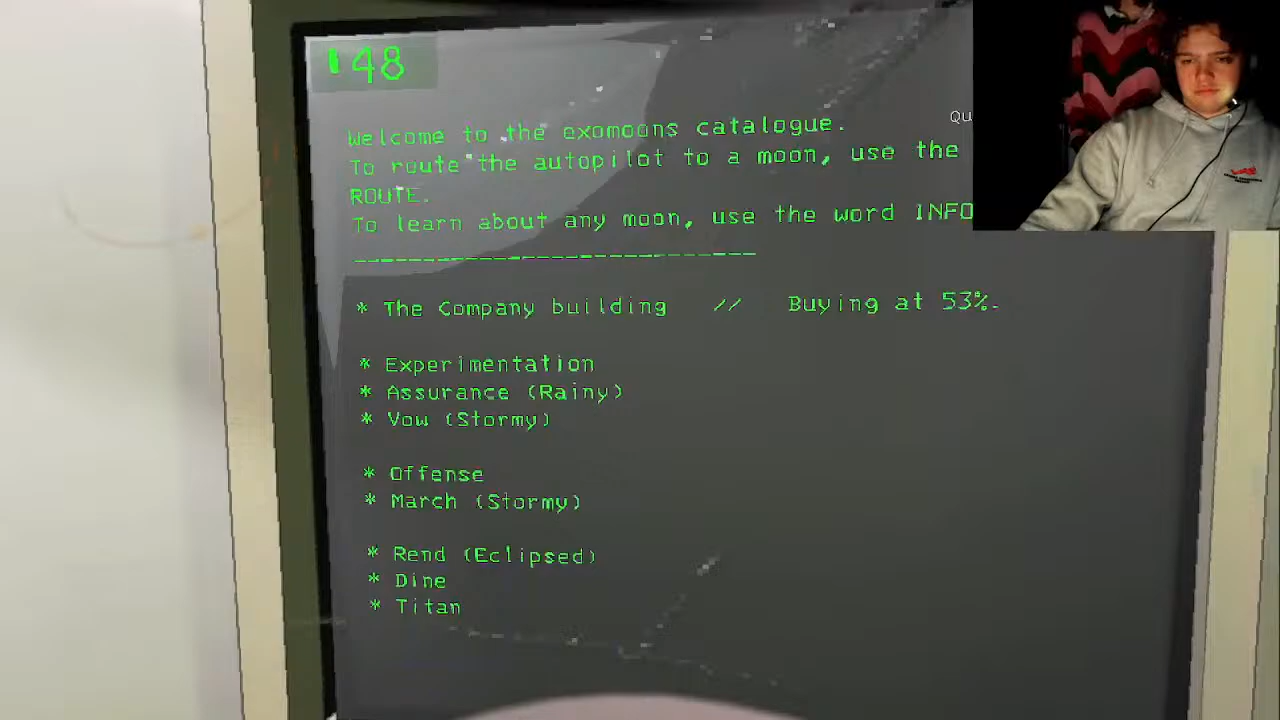 48
Welcome to the exomoons catalogue.
Qu
To route the autopilot to a moon, use the
ROUTE.
To learn about any moon, use the word INFO
----------------------------
* The Company building // Buying at 53%.
* Experimentation
* Assurance (Rainy)
* Vow (Stormy)
* Offense
* March (Stormy)
* Rend (Eclipsed)
* Dine
* Titan